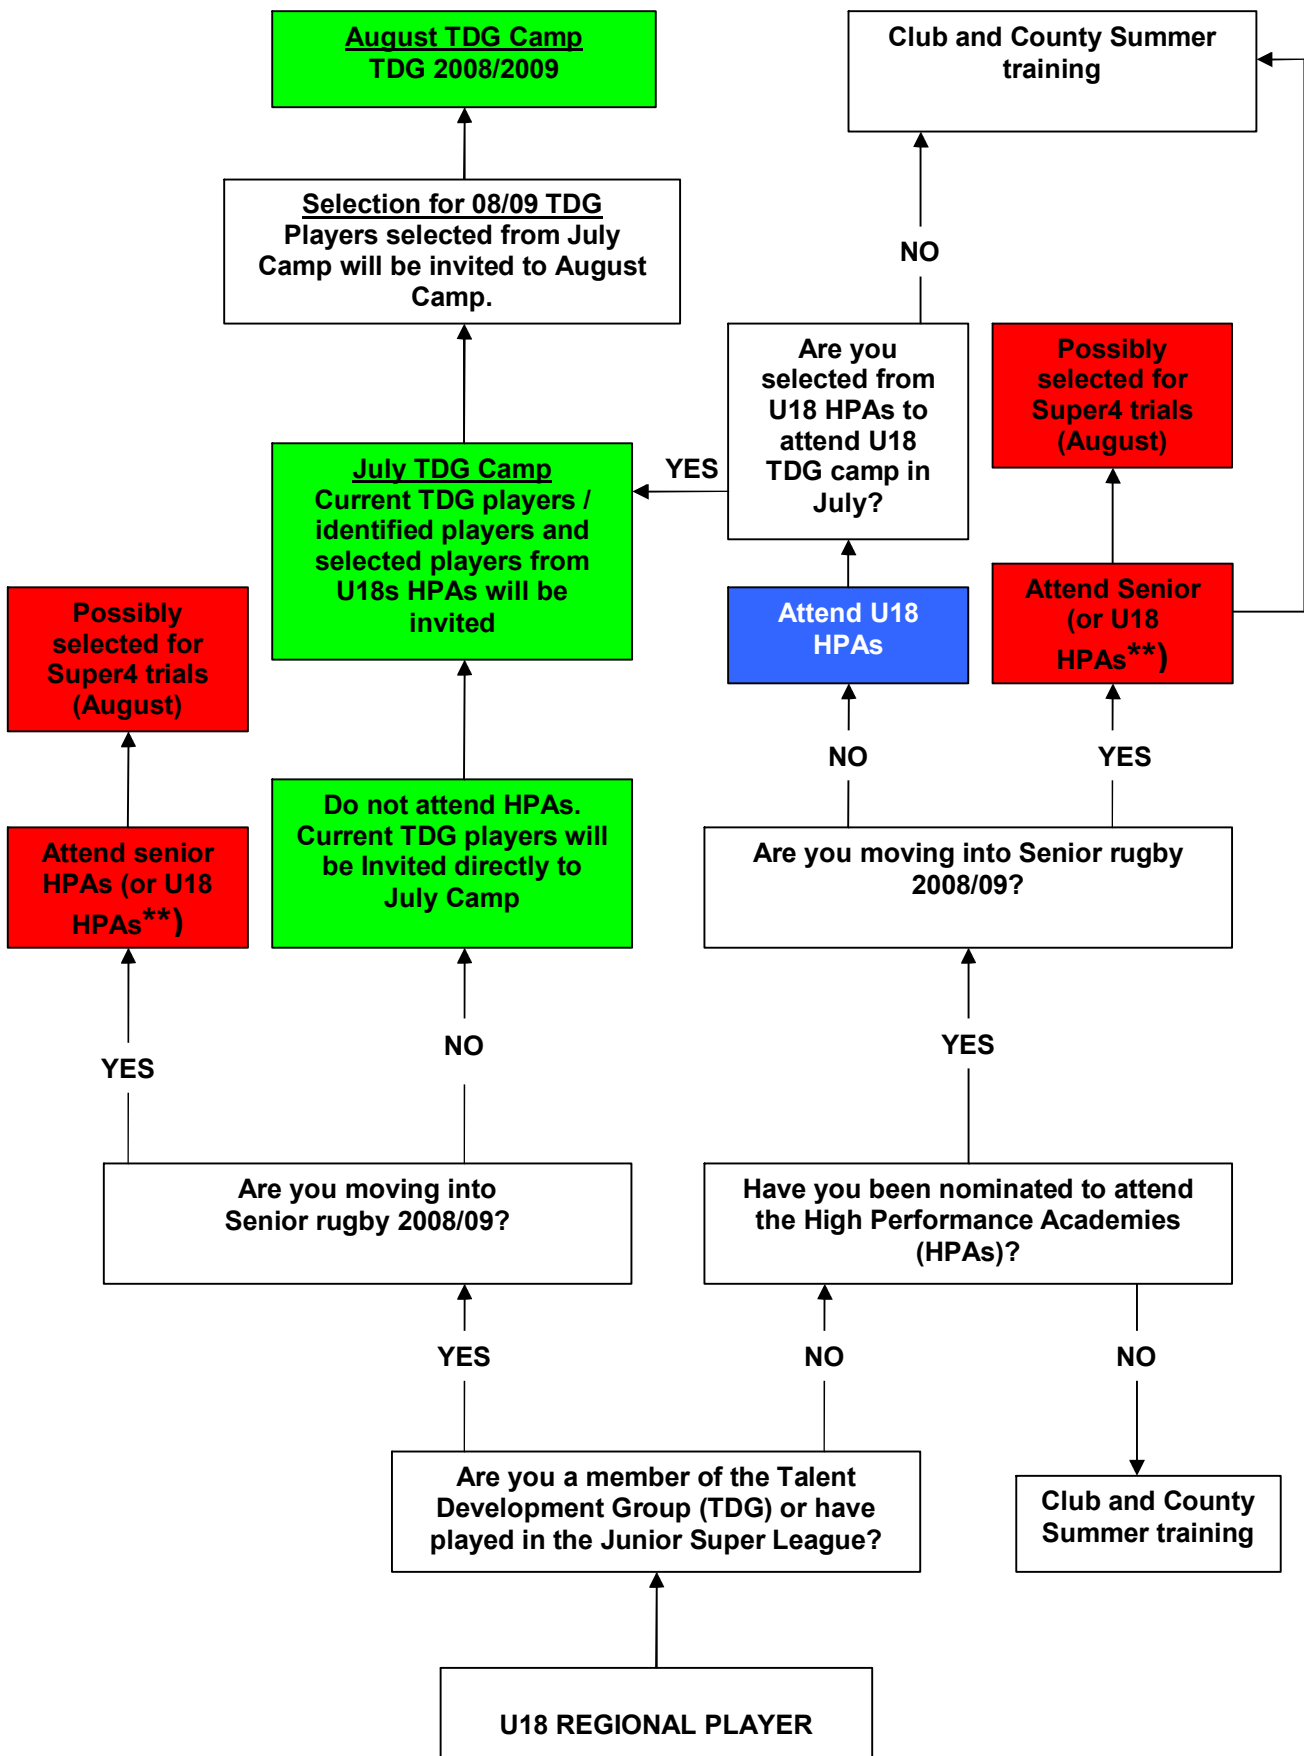 August TDG Camp
TDG 2008/2009
Club and County Summer
training
Selection for 08/09 TDG
Players selected from July
Camp will be invited to August
Camp.
NO
Are you
selected from
U18 HPAs to
attend U18
TDG camp in
July?
Possibly
selected for
Super4 trials
(August)
YES
July TDG Camp
Current TDG players /
identified players and
selected players from
U18s HPAs will be
invited
Attend U18
HPAs
Attend Senior
(or U18
HPAs**)
Possibly
selected for
Super4 trials
(August)
NO
YES
Do not attend HPAs.
Current TDG players will
be Invited directly to
July Camp
Attend senior
HPAs (or U18
HPAs**)
Are you moving into Senior rugby
2008/09?
YES
NO
YES
Are you moving into
Senior rugby 2008/09?
Have you been nominated to attend
the High Performance Academies
(HPAs)?
YES
NO
NO
Are you a member of the Talent
Development Group (TDG) or have
played in the Junior Super League?
Club and County
Summer training
U18 REGIONAL PLAYER